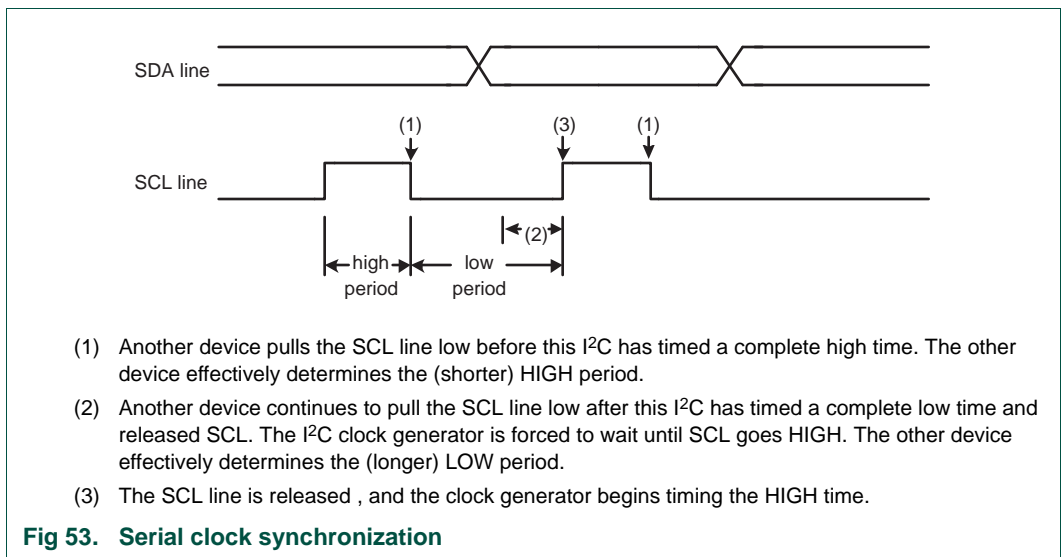 SDA line
(1) (3) (1)
SCL line
(2)
high low
period period
(1) Another device pulls the SCL line low before this I2C has timed a complete high time. The other
device effectively determines the (shorter) HIGH period.
(2) Another device continues to pull the SCL line low after this I2C has timed a complete low time and
released SCL. The I2C clock generator is forced to wait until SCL goes HIGH. The other device
effectively determines the (longer) LOW period.
(3) The SCL line is released , and the clock generator begins timing the HIGH time.
Fig 53. Serial clock synchronization